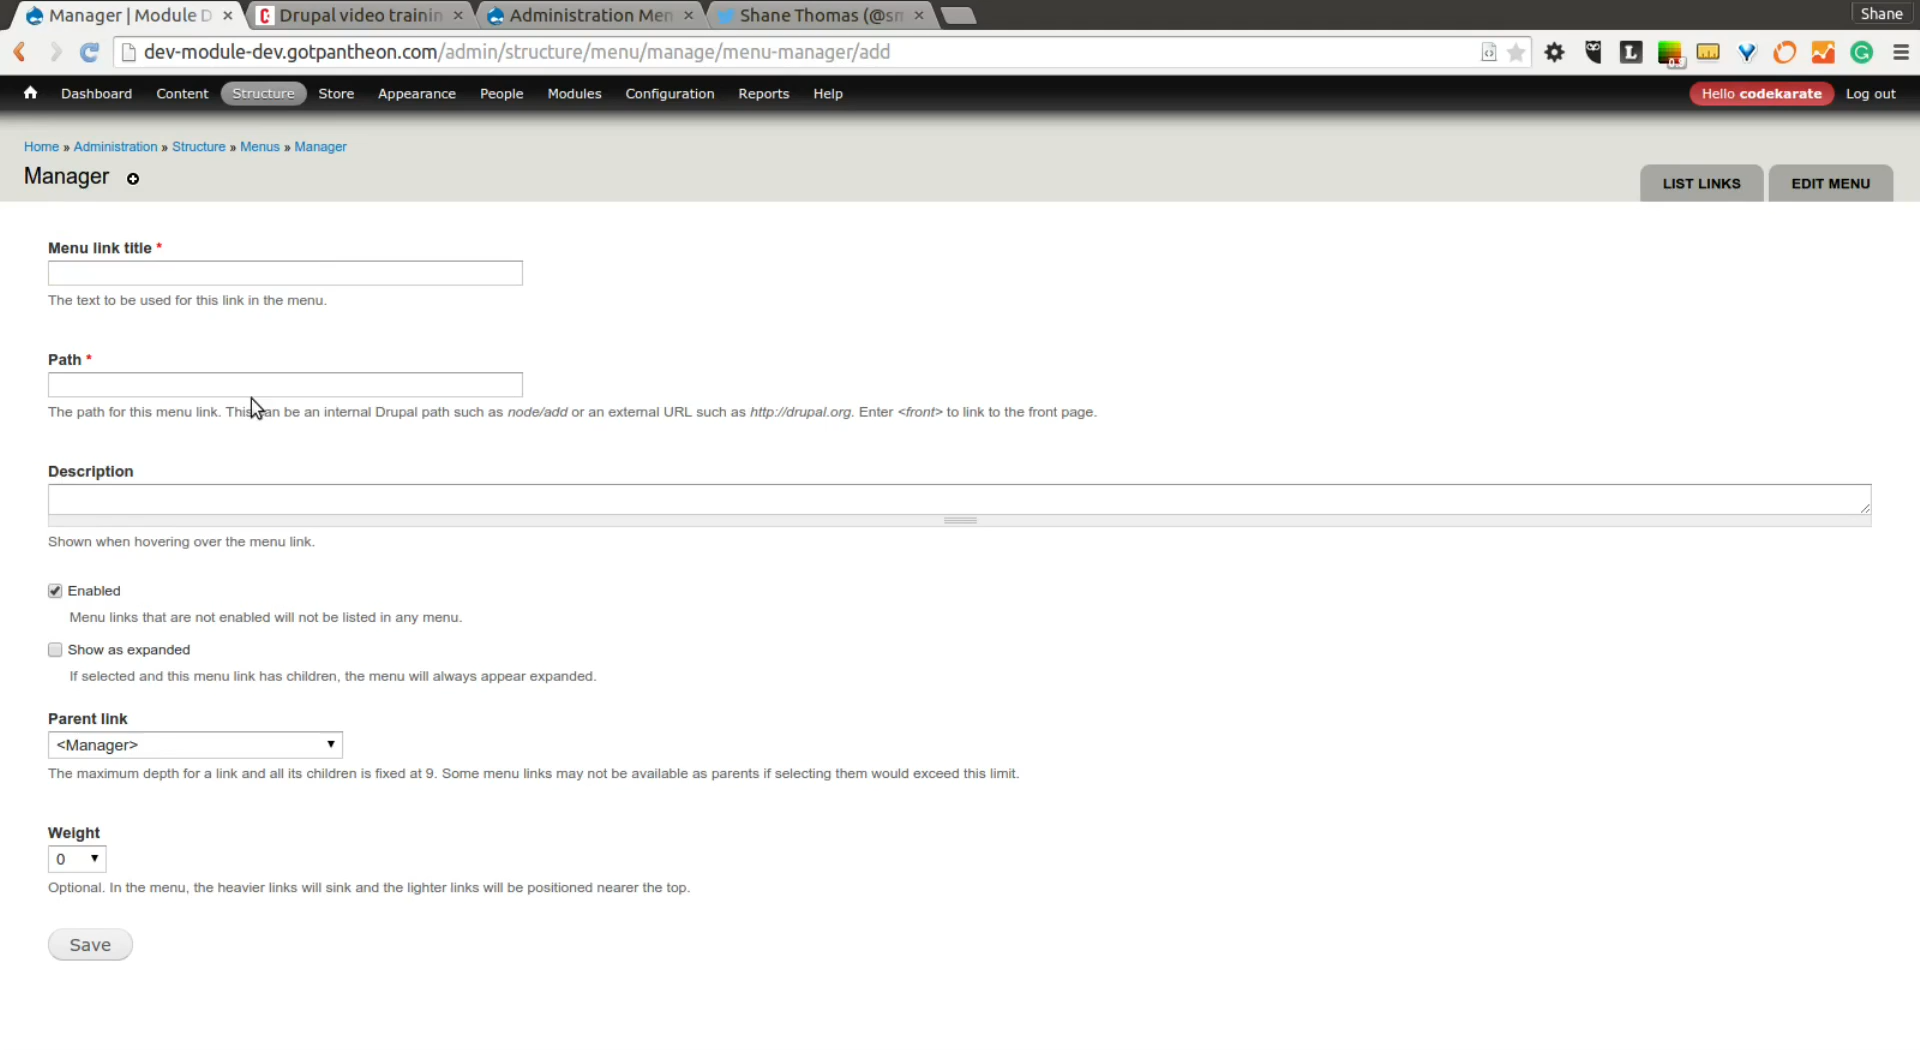 Manager | Module D
Drupal video trainin
Administration Men
Shane Thomas (@sm
Shane
dev-module-dev.gotpantheon.com/admin/structure/menu/manage/menu-manager/add
Dashboard Content Structure Store Appearance People Modules Configuration Reports Help
Hello codekarate Log out
Home » Administration » Structure » Menus » Manager
Manager
LIST LINKS
EDIT MENU
Menu link title *
The text to be used for this link in the menu.
Path *
The path for this menu link. This can be an internal Drupal path such as node/add or an external URL such as http://drupal.org. Enter <front> to link to the front page.
Description
Shown when hovering over the menu link.
Enabled
Menu links that are not enabled will not be listed in any menu.
Show as expanded
If selected and this menu link has children, the menu will always appear expanded.
Parent link
<Manager>
The maximum depth for a link and all its children is fixed at 9. Some menu links may not be available as parents if selecting them would exceed this limit.
Weight
0
Optional. In the menu, the heavier links will sink and the lighter links will be positioned nearer the top.
Save